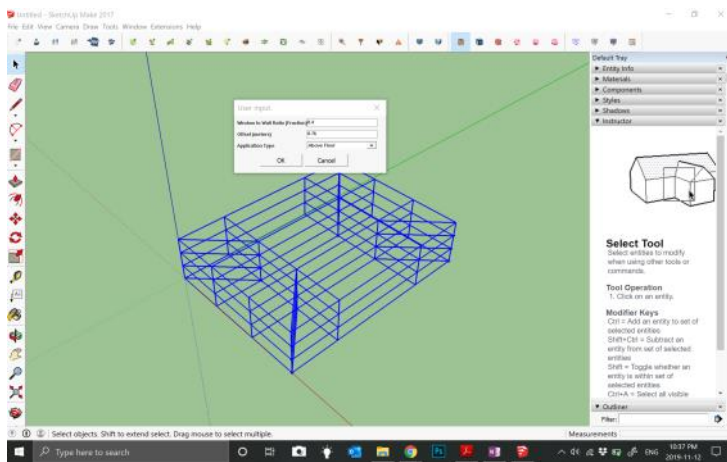 Untitled - SketchUp Make 2017
File Edit View Camera Draw Tools Window Extensions Help
Default Tray
Entity Info
Materials
Components
Styles
Shadows
Instructor
User Input
Window to Wall Ratio (fraction) 0.4
Offset (meters) 0.76
Application Type Above Floor
OK Cancel
Select Tool
Select entities to modify
when using other tools or
commands.
Tool Operation
1. Click on an entity.
Modifier Keys
Ctrl = Add an entity to set of
selected entities
Shift+Ctrl = Subtract an
entity from set of selected
entities
Shift = Toggle whether an
entity is within set of
selected entities
Ctrl+A = Select all visible
Outliner
Filter:
Select objects. Shift to extend select. Drag mouse to select multiple.
Measurements
Type here to search
ENG
10:37 PM
2019-11-12